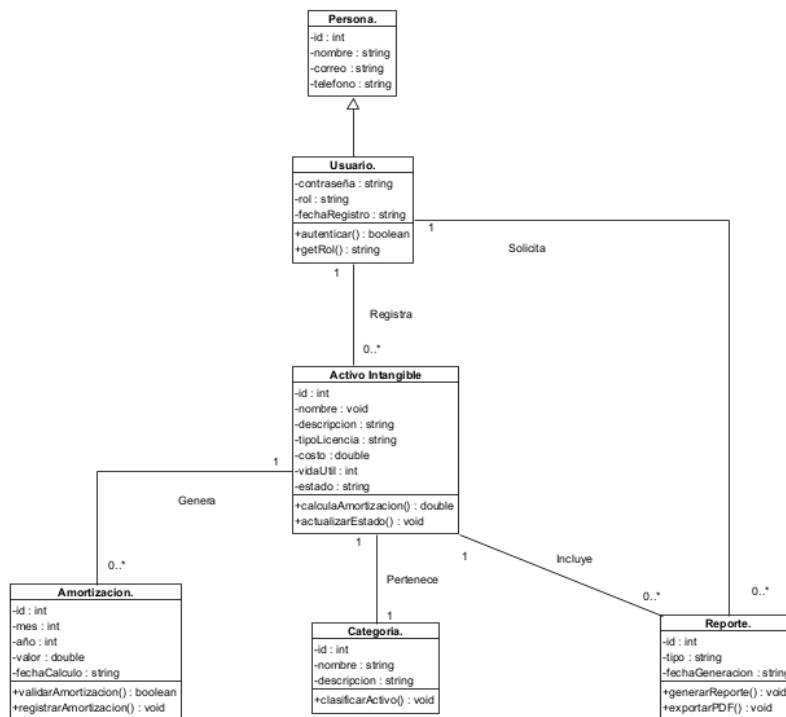 Persona.
-id : int
-nombre : string
-correo : string
-telefono : string
Usuario.
-contraseña : string
-rol : string
-fechaRegistro : string
+autenticar() : boolean
+getRol() : string
1
Solicita
1
Registra
0..*
Activo Intangible
-id : int
-nombre : void
-descripcion : string
-tipoLicencia : string
-costo : double
-vidaUtil : int
-estado : string
+calculaAmortizacion() : double
+actualizarEstado() : void
1
Genera
0..*
1
Pertenece
1
1
Incluye
0..*
0..*
Amortizacion.
-id : int
-mes : int
-año : int
-valor : double
-fechaCalculo : string
+validarAmortizacion() : boolean
+registrarAmortizacion() : void
Categoria.
-id : int
-nombre : string
-descripcion : string
+clasificarActivo() : void
Reporte.
-id : int
-tipo : string
-fechaGeneracion : string
+generarReporte() : void
+exportarPDF() : void